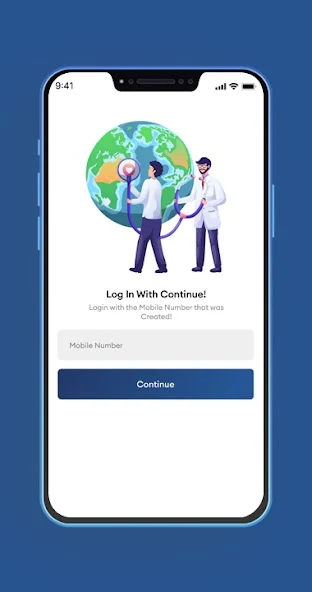 9:41
Log In With Continue!
Login with the Mobile Number that was
Created!
Mobile Number
Continue